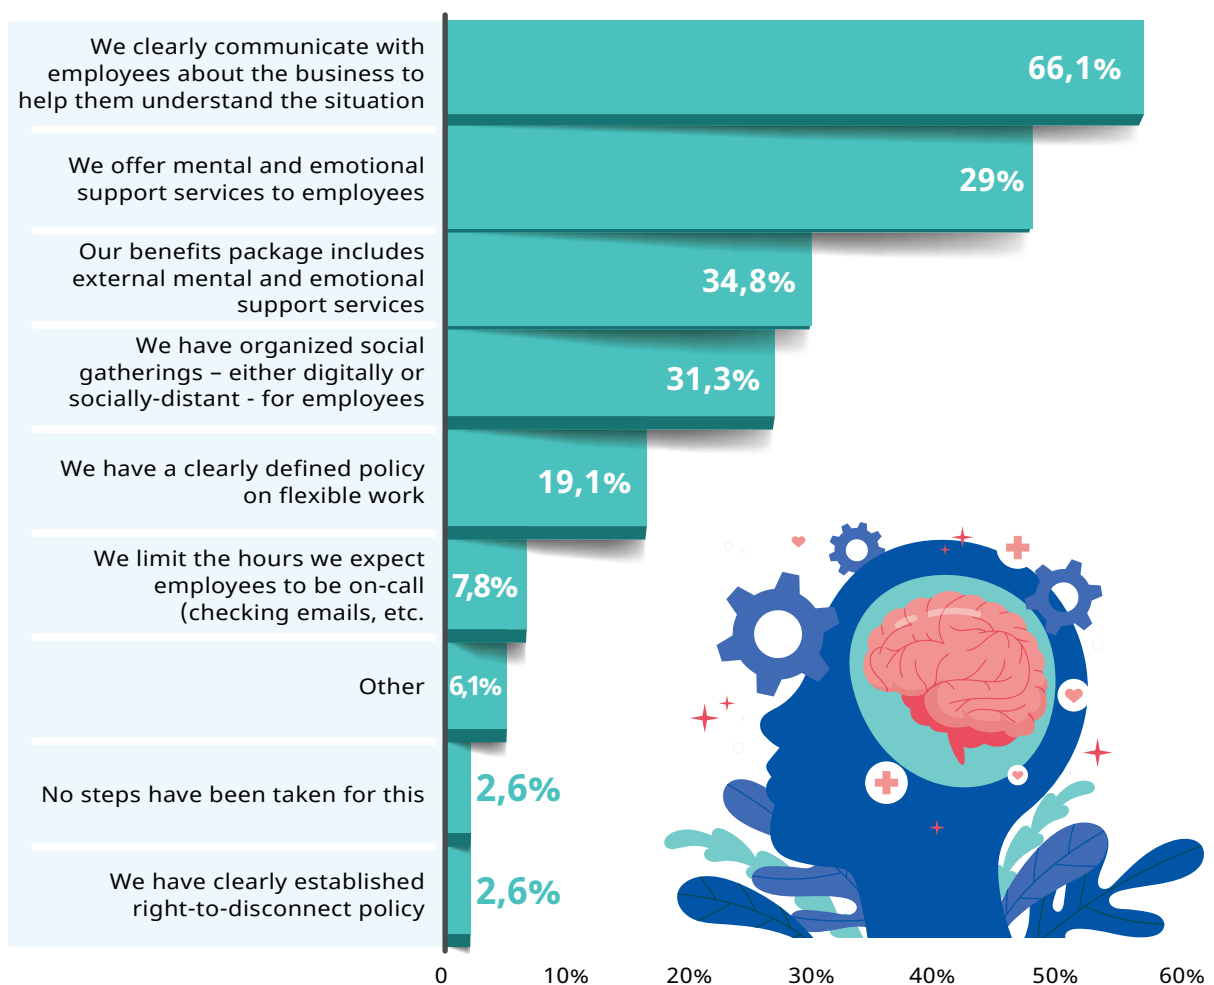 We clearly communicate with
employees about the business to
help them understand the situation
66,1%
We offer mental and emotional
support services to employees
29%
Our benefits package includes
external mental and emotional
support services
34,8%
We have organized social
gatherings – either digitally or
socially-distant - for employees
31,3%
We have a clearly defined policy
on flexible work
19,1%
We limit the hours we expect
employees to be on-call
(checking emails, etc.
7,8%
Other
6,1%
No steps have been taken for this
2,6%
We have clearly established
right-to-disconnect policy
2,6%
0 10% 20% 30% 40% 50% 60%